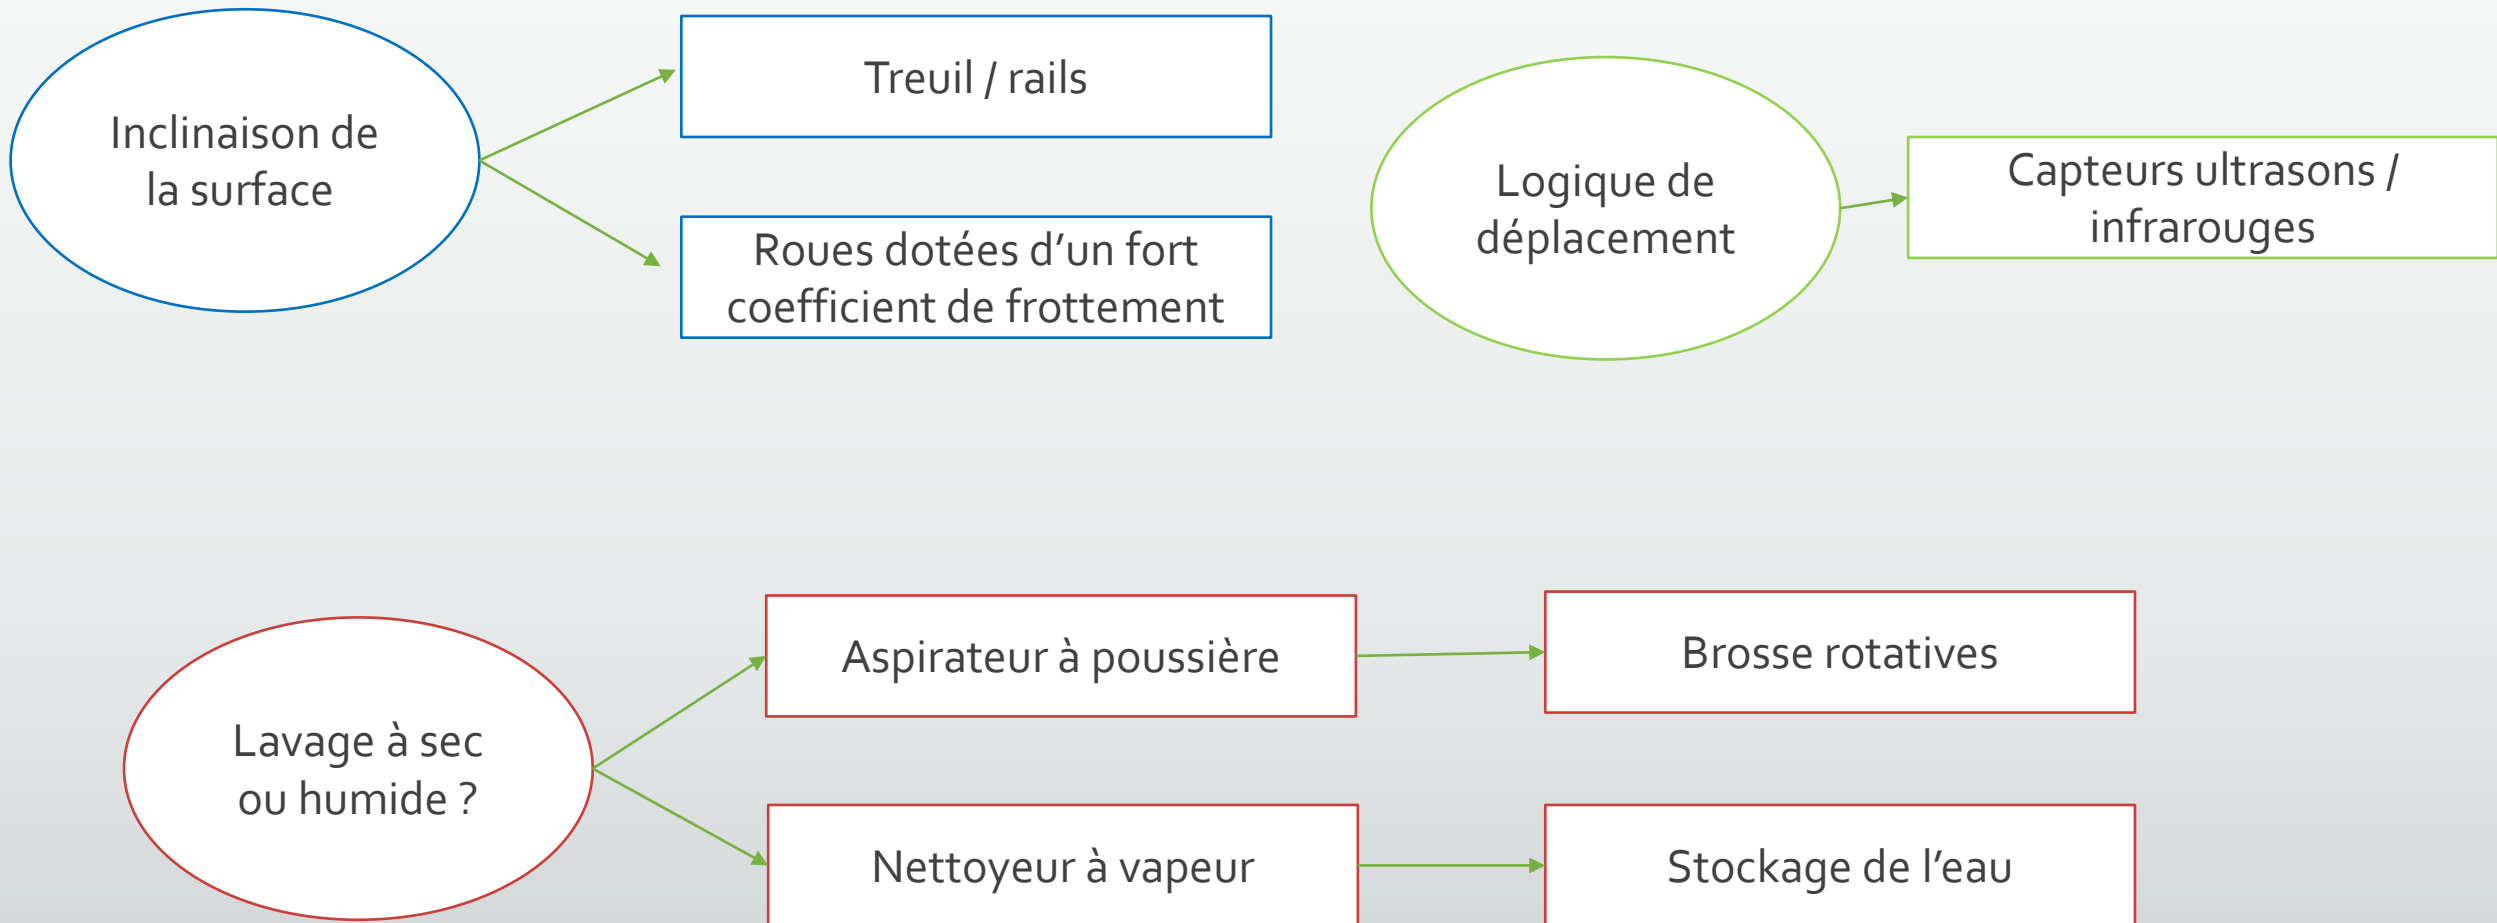 Inclinaison de
la surface
Treuil / rails
Roues dotées d’un fort
coefficient de frottement
Logique de
déplacement
Capteurs ultrasons /
infrarouges
Lavage à sec
ou humide ?
Aspirateur à poussière
Brosse rotatives
Nettoyeur à vapeur
Stockage de l’eau